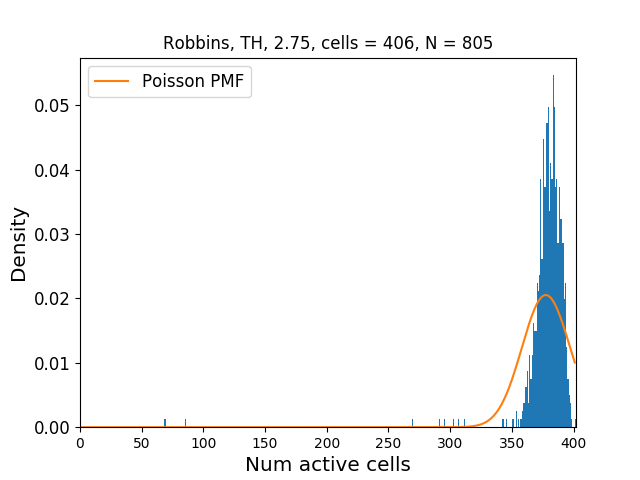 Robbins, TH, 2.75, cells = 406, N = 805
Poisson PMF
Density
0.05
0.04
0.03
0.02
0.01
0.00
0 50 100 150 200 250 300 350 400
Num active cells